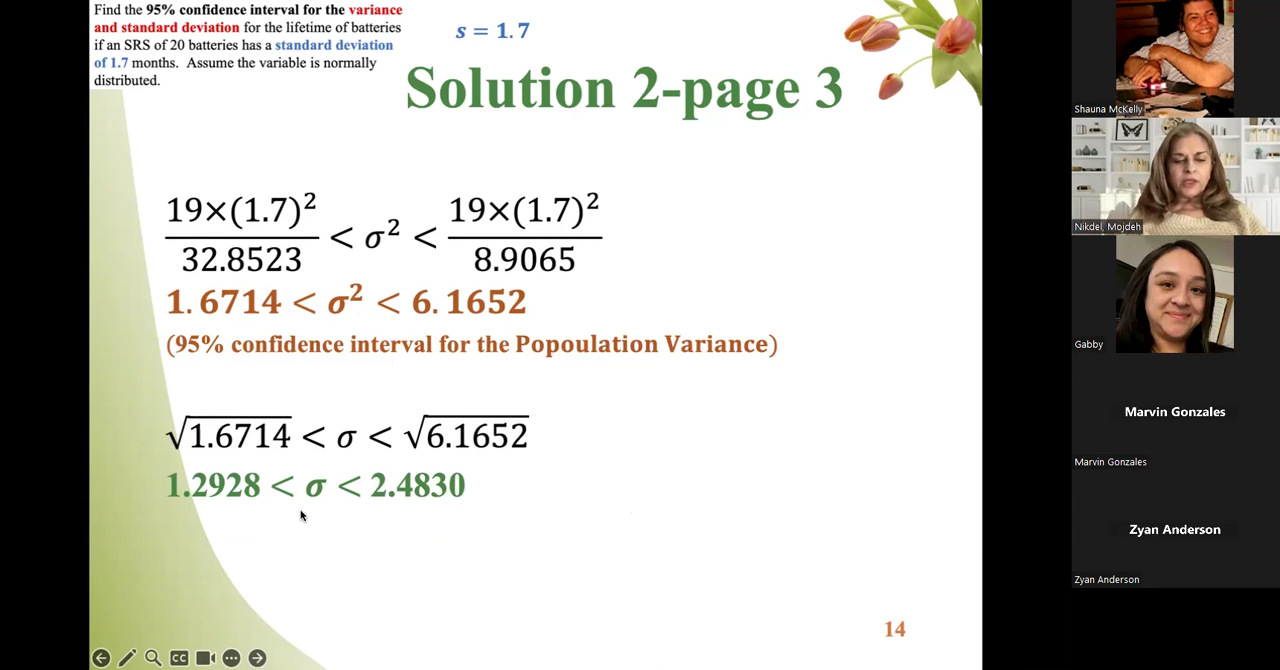 Find the 95% confidence interval for the variance
and standard deviation for the lifetime of batteries
if an SRS of 20 batteries has a standard deviation
of 1.7 months. Assume the variable is normally
distributed.
s = 1.7
Solution 2-page 3
19×(1.7)² / 32.8523 < σ² < 19×(1.7)² / 8.9065
1.6714 < σ² < 6.1652
(95% confidence interval for the Popoulation Variance)
√1.6714 < σ < √6.1652
1.2928 < σ < 2.4830
14
CC
Shauna McKelly
Nikdel, Mojdeh
Gabby
Marvin Gonzales
Marvin Gonzales
Zyan Anderson
Zyan Anderson